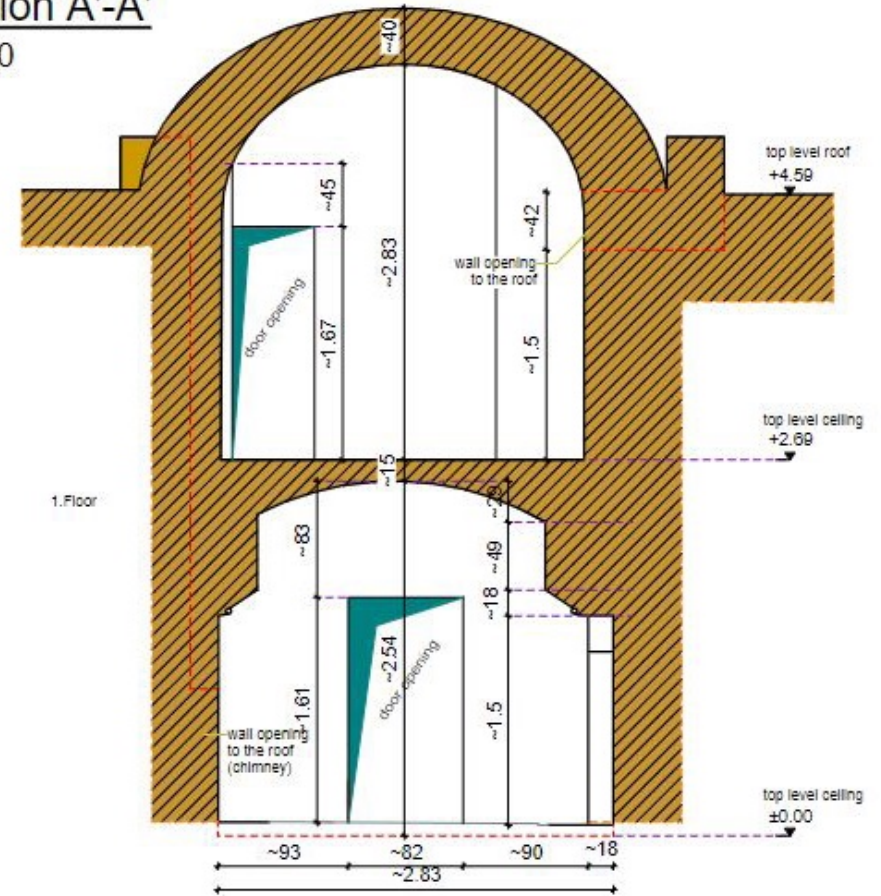 ion A'-A'
0
~40
top level roof
+4.59
~45
~42
~2.83
wall opening
to the roof
door opening
~1.67
~1.5
top level ceiling
+2.69
~15
1.Floor
~83
~49
~18
~2.54
door opening
~1.61
~1.5
wall opening
to the roof
(chimney)
top level ceiling
±0.00
~93
~82
~90
~18
~2.83